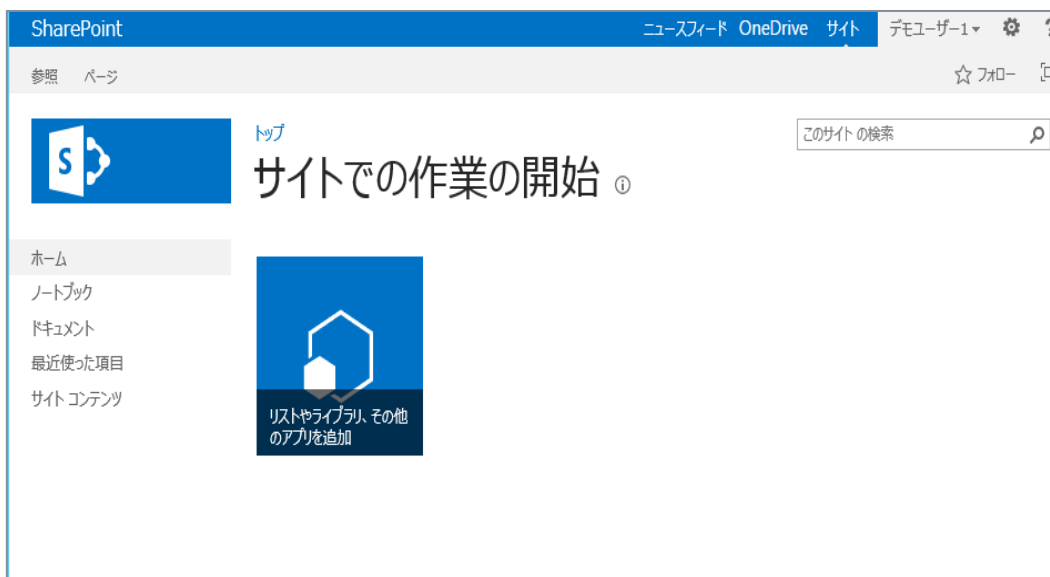 SharePoint
ニュースフィード OneDrive サイト デモユーザー1
?
参照 ページ
フォロー
S
トップ
このサイト の検索
サイトでの作業の開始
ホーム
ノートブック
ドキュメント
最近使った項目
サイト コンテンツ
リストやライブラリ、その他
のアプリを追加